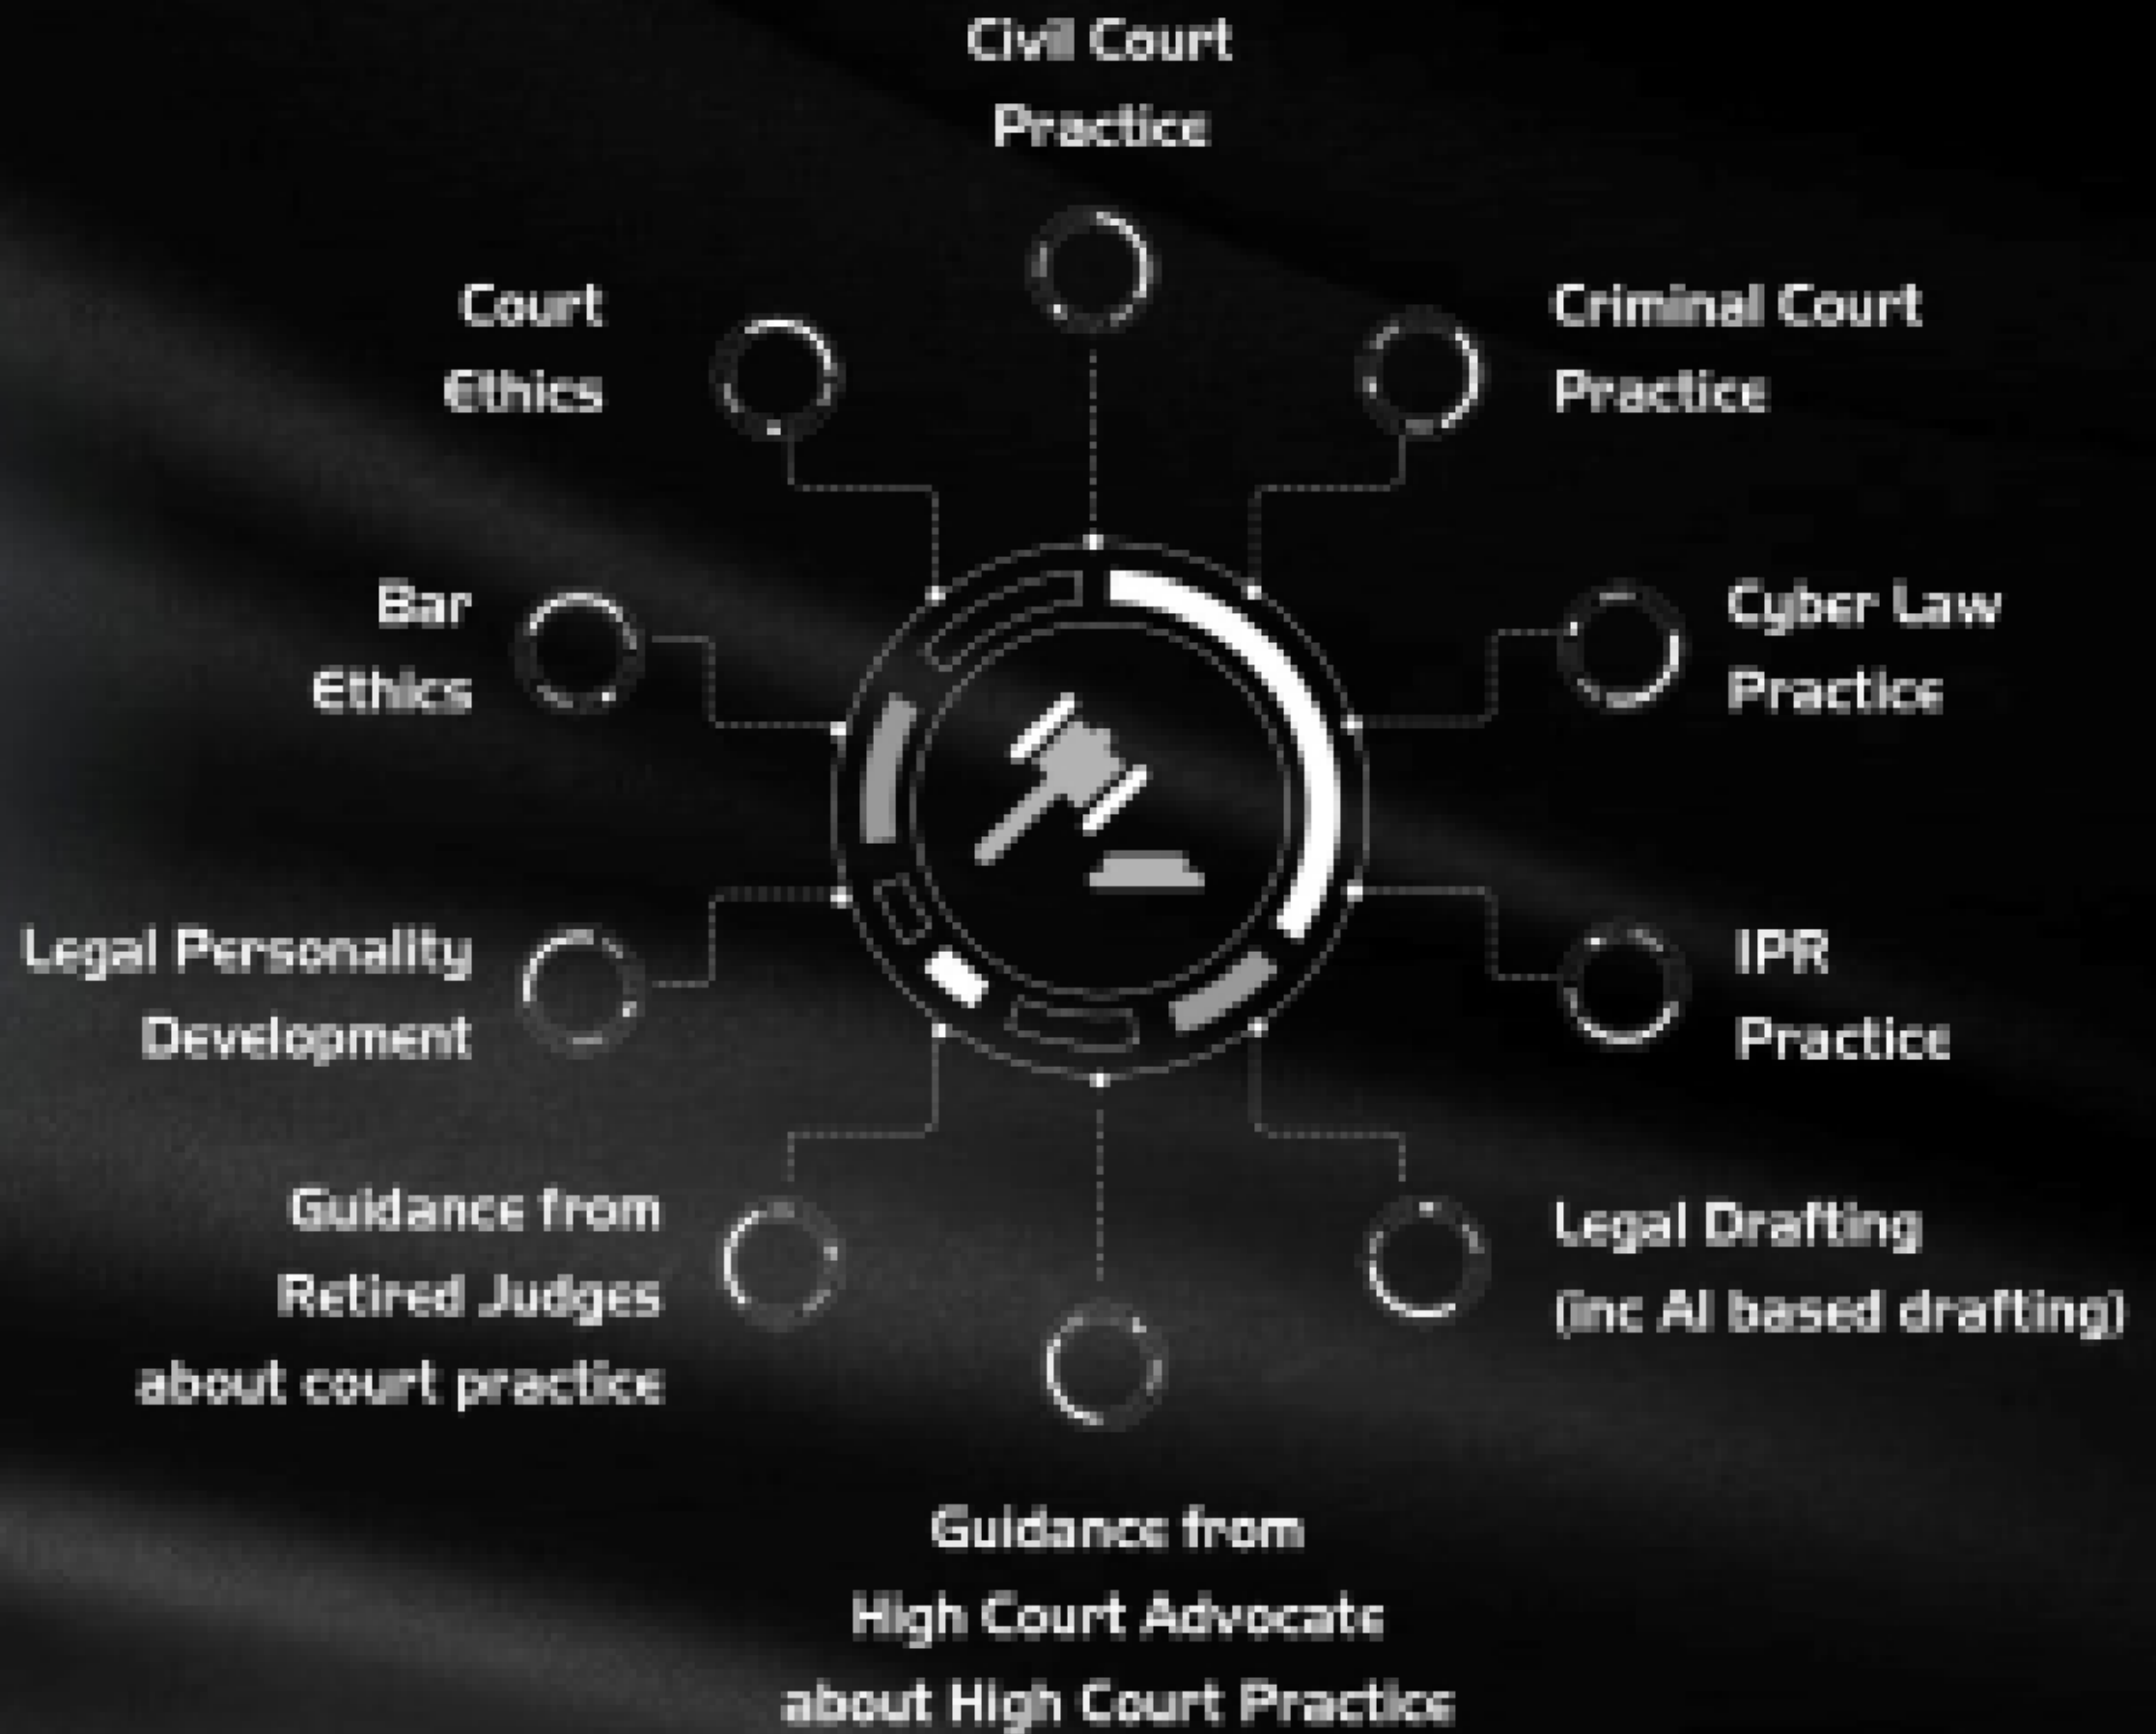 Civil Court
Practice
Court
Ethics
Criminal Court
Practice
Bar
Ethics
Cyber Law
Practice
Legal Personality
Development
IPR
Practice
Guidance from
Retired Judges
about court practice
Legal Drafting
(inc AI based drafting)
Guidance from
High Court Advocate
about High Court Practice